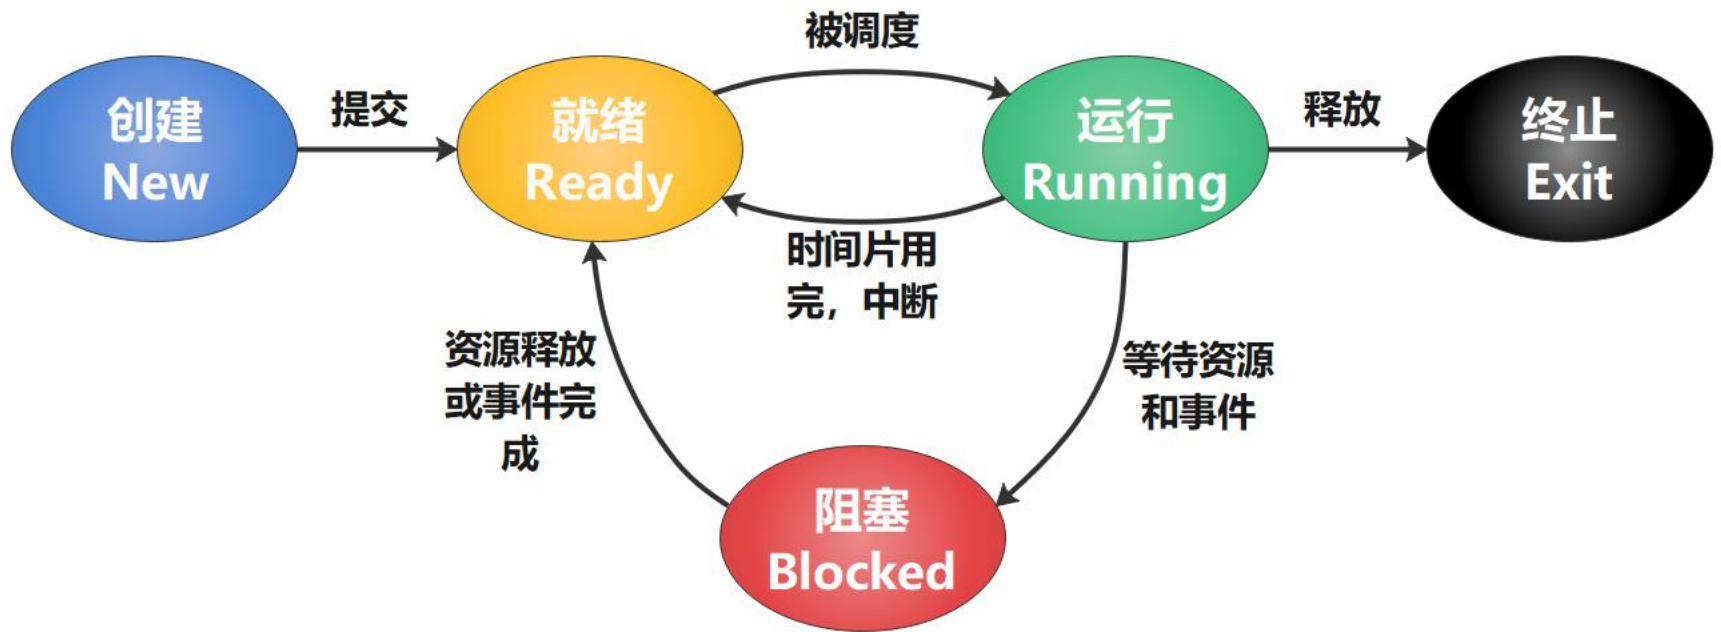 被调度
创建
New
提交
就绪
Ready
运行
Running
释放
终止
Exit
时间片用
完，中断
资源释放
或事件完
成
等待资源
和事件
阻塞
Blocked